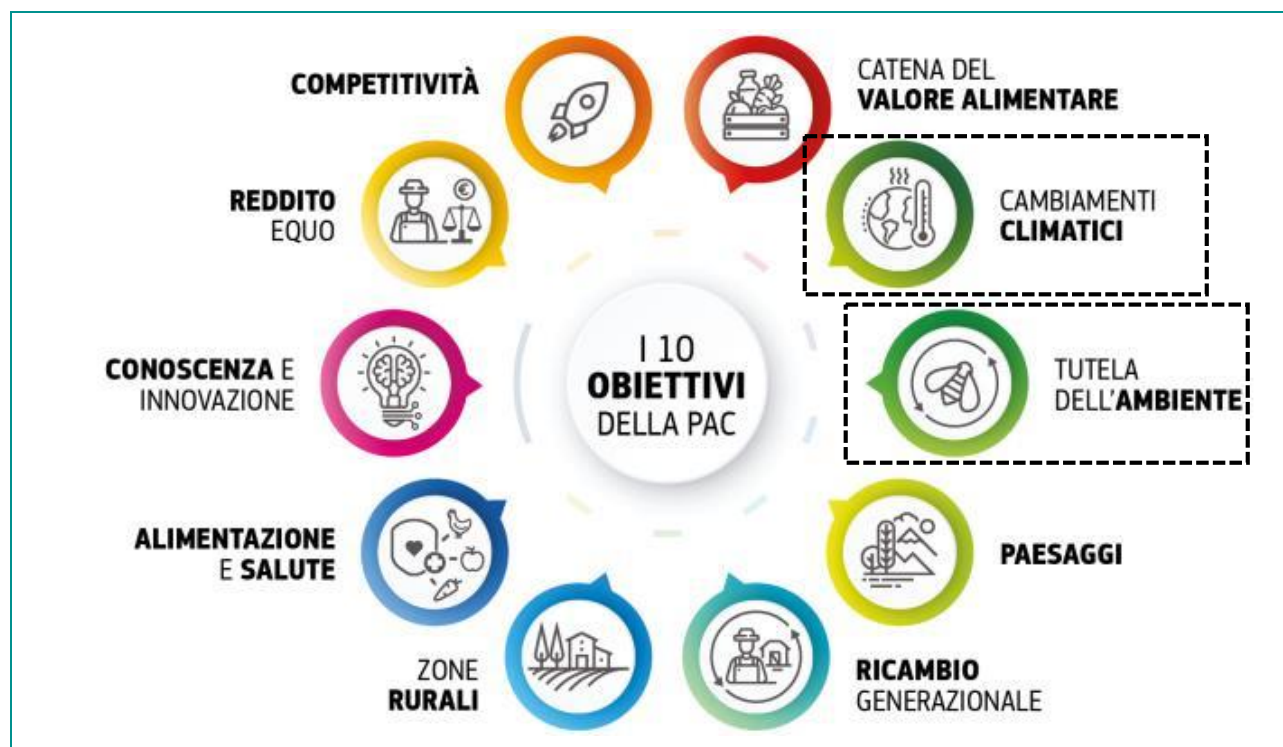 COMPETITIVITÀ
CATENA DEL
VALORE ALIMENTARE
REDDITO
EQUO
CAMBIAMENTI
CLIMATICI
CONOSCENZA E
INNOVAZIONE
I 10
OBIETTIVI
DELLA PAC
TUTELA
DELL'AMBIENTE
ALIMENTAZIONE
E SALUTE
PAESAGGI
ZONE
RURALI
RICAMBIO
GENERAZIONALE